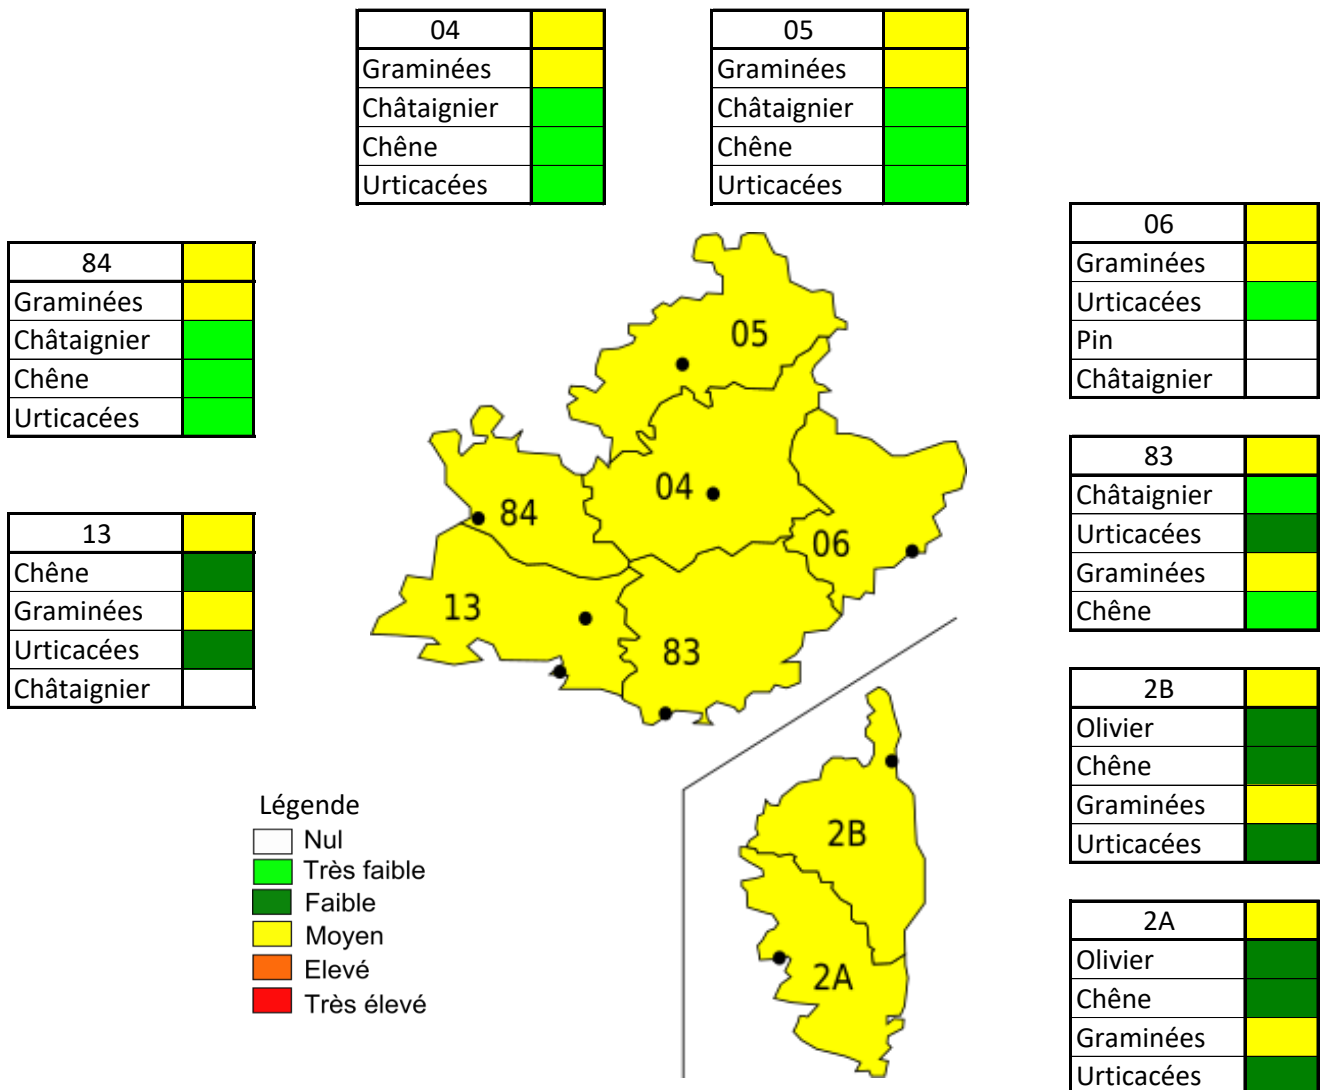 04
Graminées
Châtaignier
Chêne
Urticacées
05
Graminées
Châtaignier
Chêne
Urticacées
84
Graminées
Châtaignier
Chêne
Urticacées
13
Chêne
Graminées
Urticacées
Châtaignier
05
04
84
06
13
83
2B
2A
06
Graminées
Urticacées
Pin
Châtaignier
83
Châtaignier
Urticacées
Graminées
Chêne
2B
Olivier
Chêne
Graminées
Urticacées
2A
Olivier
Chêne
Graminées
Urticacées
Légende
Nul
Très faible
Faible
Moyen
Elevé
Très élevé